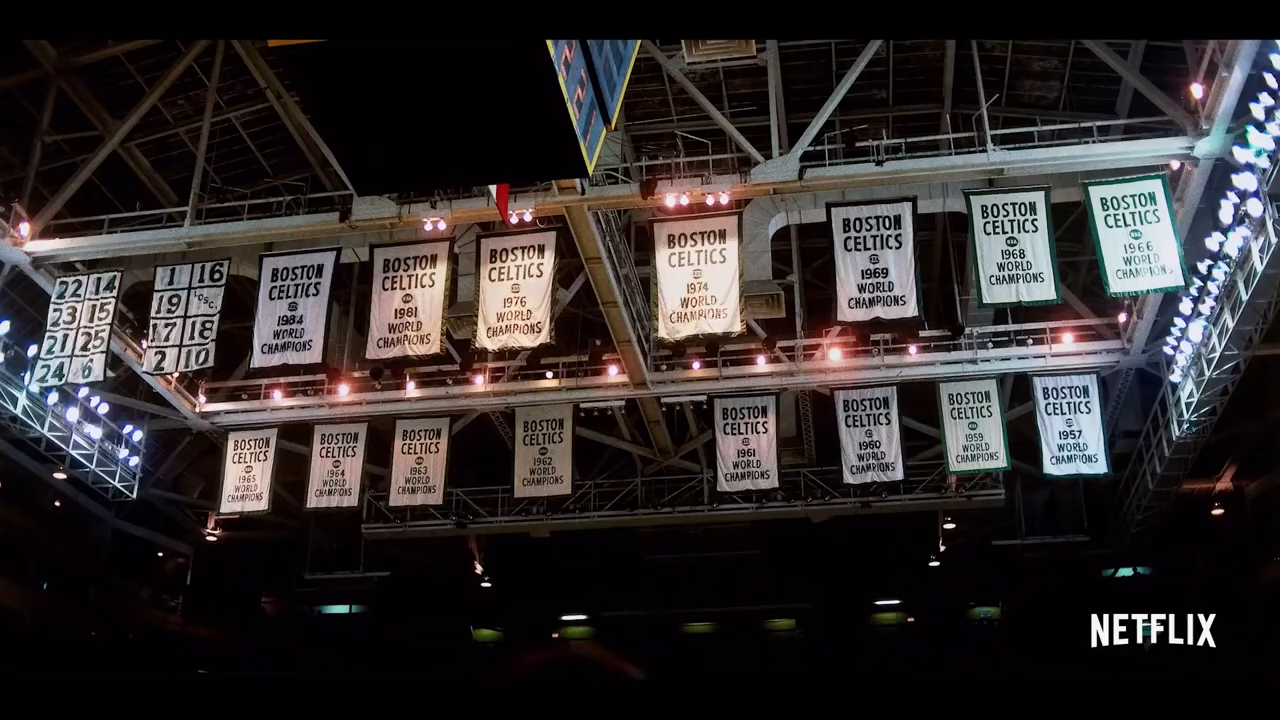 22 14
23 15
21 25
24 6
1 16
19 LOSC.
17 18
2 10
BOSTON
CELTICS
1984
WORLD
CHAMPIONS
BOSTON
CELTICS
1981
WORLD
CHAMPIONS
BOSTON
CELTICS
1976
WORLD
CHAMPIONS
BOSTON
CELTICS
1974
WORLD
CHAMPIONS
BOSTON
CELTICS
1969
WORLD
CHAMPIONS
BOSTON
CELTICS
NBA
1968
WORLD
CHAMPIONS
BOSTON
CELTICS
NBA
1966
WORLD
CHAMPIONS
BOSTON
CELTICS
1965
WORLD
CHAMPIONS
BOSTON
CELTICS
1964
WORLD
CHAMPIONS
BOSTON
CELTICS
1963
WORLD
CHAMPIONS
BOSTON
CELTICS
1962
WORLD
CHAMPIONS
BOSTON
CELTICS
1961
WORLD
CHAMPIONS
BOSTON
CELTICS
1960
WORLD
CHAMPIONS
BOSTON
CELTICS
1959
WORLD
CHAMPIONS
BOSTON
CELTICS
1957
WORLD
CHAMPIONS
NETFLIX